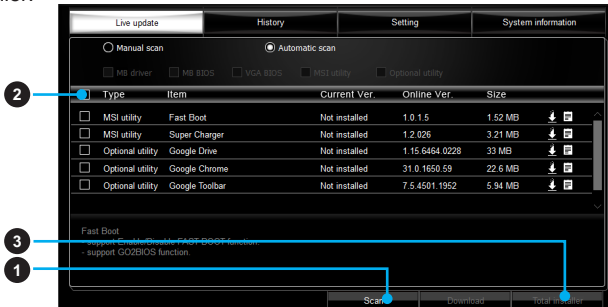 Live update History Setting System information
Manual scan Automatic scan
MB driver MB BIOS VGA BIOS MSI utility Optional utility
2
Type Item Current Ver. Online Ver. Size
MSI utility Fast Boot Not installed 1.0.1.5 1.52 MB
MSI utility Super Charger Not installed 1.2.026 3.21 MB
Optional utility Google Drive Not installed 1.15.6464.0228 33 MB
Optional utility Google Chrome Not installed 31.0.1650.59 22.6 MB
Optional utility Google Toolbar Not installed 7.5.4501.1952 5.94 MB
Fast Boot
- support Enable/Disable FAST BOOT function.
- support GO2BIOS function.
3
1
Scan Download Total Installer